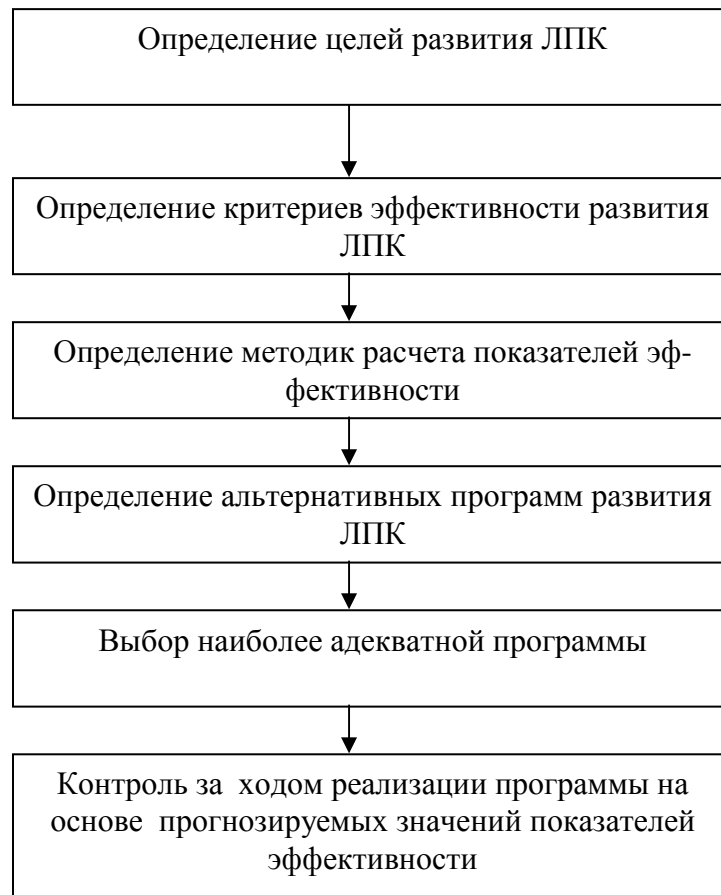 Определение целей развития ЛПК
Определение критериев эффективности развития
ЛПК
Определение методик расчета показателей эф-
фективности
Определение альтернативных программ развития
ЛПК
Выбор наиболее адекватной программы
Контроль за  ходом реализации программы на
основе  прогнозируемых значений показателей
эффективности